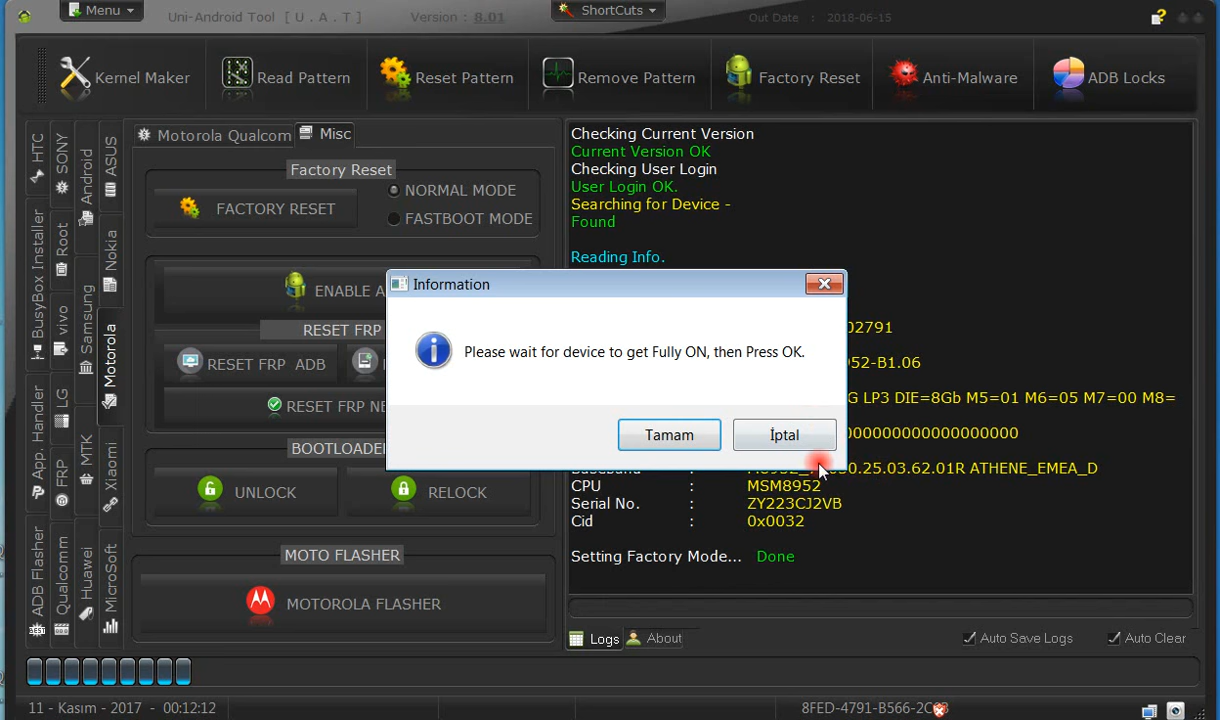 Menu
Uni-Android Tool [ U . A . T ]
Version : 8.01
ShortCuts
Out Date : 2018-06-15
Kernel Maker
Read Pattern
Reset Pattern
Remove Pattern
Factory Reset
Anti-Malware
ADB Locks
HTC
SONY
Android
ASUS
BusyBox Installer
Root
Samsung
Nokia
vivo
Motorola
App. Handler
LG
MTK
Xiaomi
FRP
ADB Flasher
Qualcomm
Huawei
MicroSoft
BEST
Motorola Qualcom
Misc
Factory Reset
FACTORY RESET
NORMAL MODE
FASTBOOT MODE
ENABLE A
RESET FRP
RESET FRP ADB
RESET FRP NE
BOOTLOADE
UNLOCK
RELOCK
MOTO FLASHER
MOTOROLA FLASHER
Checking Current Version
Current Version OK
Checking User Login
User Login OK.
Searching for Device -
Found
Reading Info.
02791
952-B1.06
G LP3 DIE=8Gb M5=01 M6=05 M7=00 M8=
000000000000000000
25.03.62.01R ATHENE_EMEA_D
CPU : MSM8952
Serial No. : ZY223CJ2VB
Cid : 0x0032
Setting Factory Mode... Done
Information
Please wait for device to get Fully ON, then Press OK.
Tamam
İptal
Logs
About
Auto Save Logs
Auto Clear
11 - Kasım - 2017 - 00:12:12
8FED-4791-B566-2C